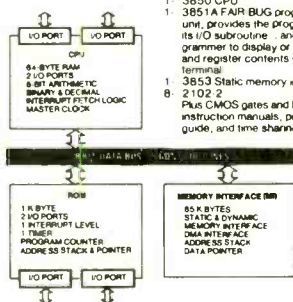 I/O PORT
I/O PORT
CPU
64-BYTE RAM
2 I/O PORTS
8-BIT ARITHMETIC
BINARY & DECIMAL
INTERRUPT FETCH LOGIC
MASTER CLOCK
DATA BUS
ROM
1 K BYTE
2 I/O PORTS
1 INTERRUPT LEVEL
1 TIMER
PROGRAM COUNTER
ADDRESS STACK & POINTER
I/O PORT
I/O PORT
MEMORY INTERFACE (MI)
65 K BYTES
STATIC & DYNAMIC
MEMORY INTERFACE
DMA INTERFACE
ADDRESS STACK
DATA POINTER
1- 3850 CPU
1- 3851A FAIR-BUG prog
unit, provides the prog
its I/O subroutine and
grammer to display or
and register contents
terminal
1- 3853 Static memory i
8- 2102-2
Plus CMOS gates and
instruction manuals, p
guide, and time shari